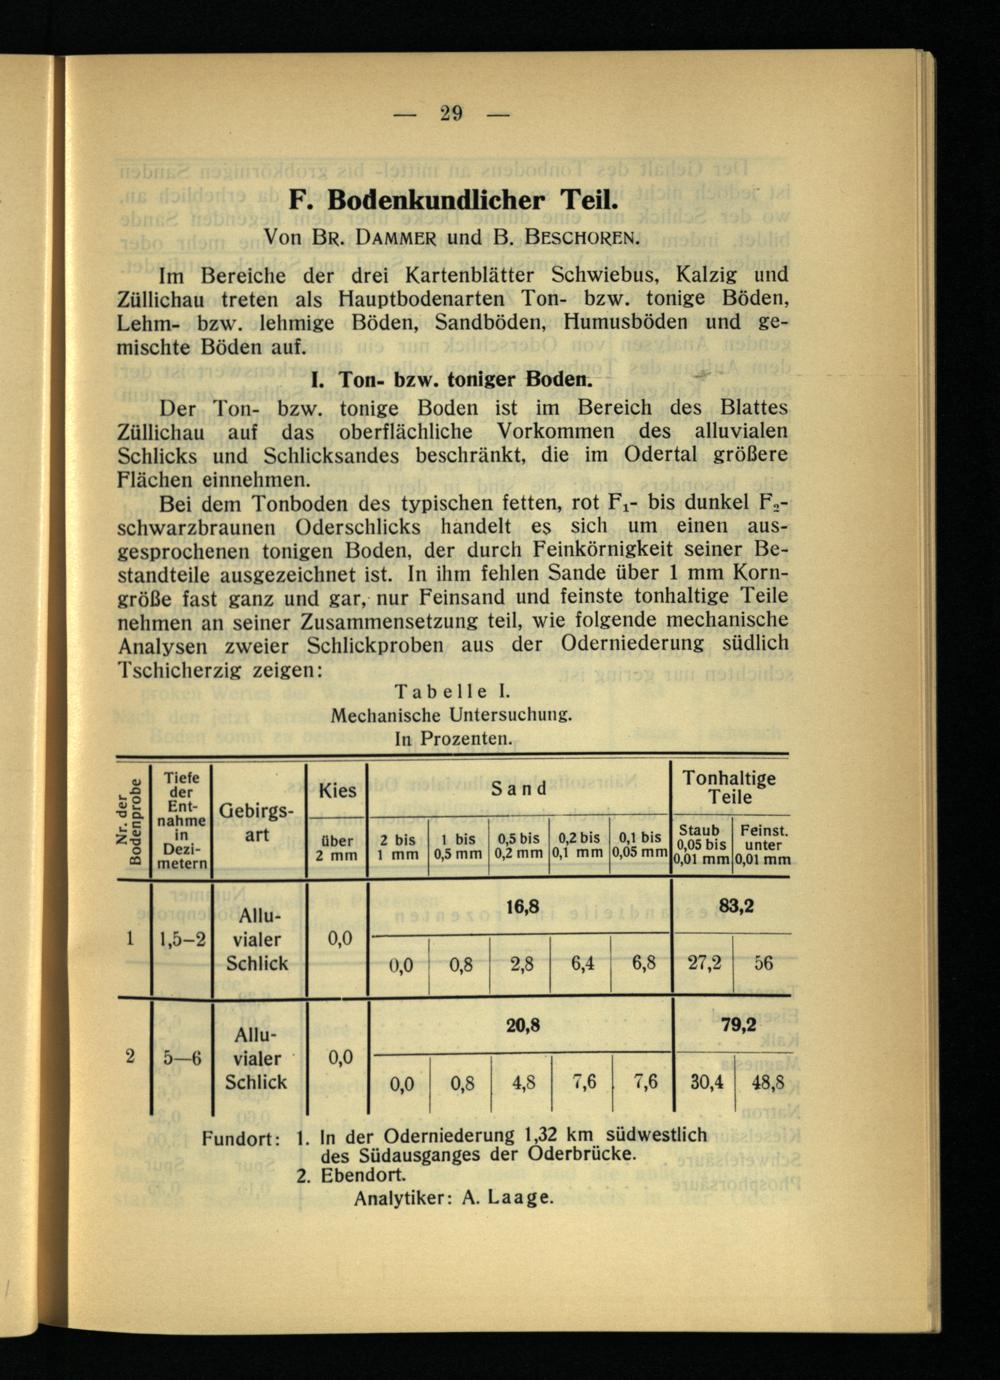 — 29 —
F. Bodenkundlicher Teil.
Von BR. DAMMER und B. BESCHOREN.
Im Bereiche der drei Kartenblätter Schwiebus, Kalzig und
Züllichau treten als Hauptbodenarten Ton- bzw. tonige Böden,
Lehm- bzw. lehmige Böden, Sandböden, Humusböden und ge-
mischte Böden auf.
I. Ton- bzw. toniger Boden.
Der Ton- bzw. tonige Boden ist im Bereich des Blattes
Züllichau auf das oberflächliche Vorkommen des alluvialen
Schlicks und Schlicksandes beschränkt, die im Odertal größere
Flächen einnehmen.
Bei dem Tonboden des typischen fetten, rot F₁- bis dunkel F₂-
schwarzbraunen Oderschlicks handelt es sich um einen aus-
gesprochenen tonigen Boden, der durch Feinkörnigkeit seiner Be-
standteile ausgezeichnet ist. In ihm fehlen Sande über 1 mm Korn-
größe fast ganz und gar, nur Feinsand und feinste tonhaltige Teile
nehmen an seiner Zusammensetzung teil, wie folgende mechanische
Analysen zweier Schlickproben aus der Oderniederung südlich
Tschicherzig zeigen:
Tabelle I.
Mechanische Untersuchung.
In Prozenten.
Nr. der Bodenprobe
Tiefe der Ent- nahme in Dezi- metern
Gebirgs- art
Kies
Sand
Tonhaltige Teile
über 2 mm
2 bis 1 mm
1 bis 0,5 mm
0,5 bis 0,2 mm
0,2 bis 0,1 mm
0,1 bis 0,05 mm
Staub 0,05 bis 0,01 mm
Feinst. unter 0,01 mm
1 1,5–2 Allu- vialer Schlick 0,0
16,8 83,2
0,0 0,8 2,8 6,4 6,8 27,2 56
2 5—6 Allu- vialer Schlick 0,0
20,8 79,2
0,0 0,8 4,8 7,6 7,6 30,4 48,8
Fundort: 1. In der Oderniederung 1,32 km südwestlich
des Südausganges der Oderbrücke.
2. Ebendort.
Analytiker: A. Laage.